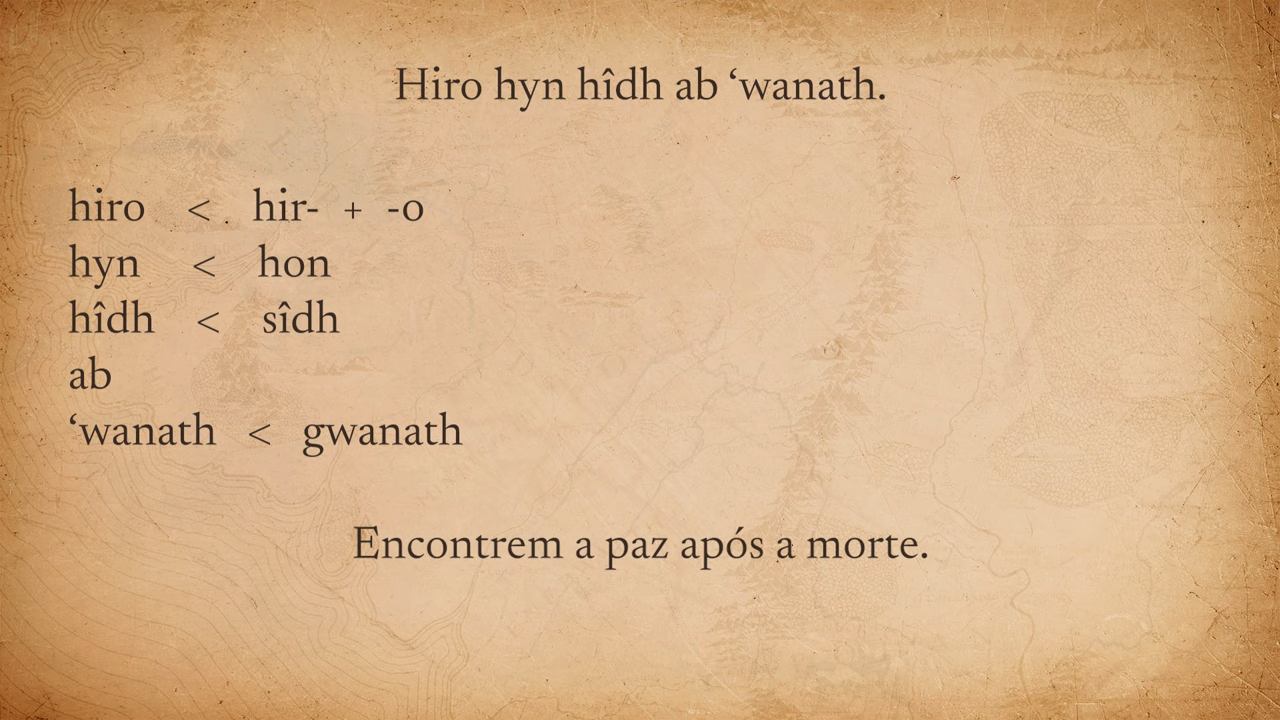 Hiro hyn hîdh ab ‘wanath.
hiro < hir- + -o
hyn < hon
hîdh < sîdh
ab
‘wanath < gwanath
Encontrem a paz após a morte.